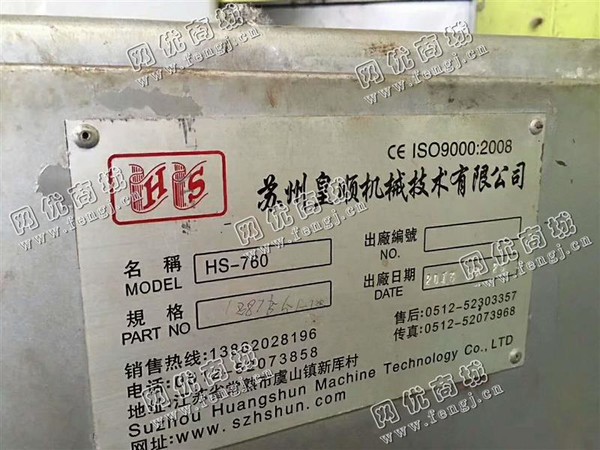 网优商城
www.fengj.cn
HS
CE ISO9000:2008
苏州皇顺机械技术有限公司
名稱
MODEL
HS-760
出廠編號
NO.
規格
PART NO
出廠日期
DATE
售后:0512-52303357
传真:0512-52073968
销售热线:13862028196
电话:
52073858
地址:江苏省常熟市虞山镇新厍村
Suzhou Huangshun Machine Technology Co.,LTD
网址:www.szhshun.com